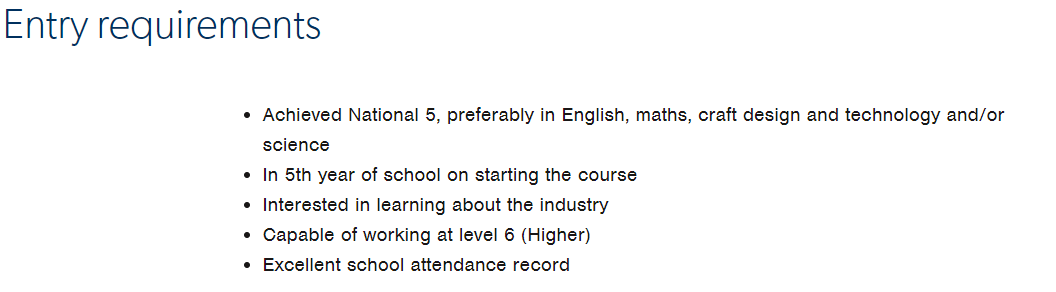 Entry requirements
• Achieved National 5, preferably in English, maths, craft design and technology and/or
science
• In 5th year of school on starting the course
• Interested in learning about the industry
• Capable of working at level 6 (Higher)
• Excellent school attendance record